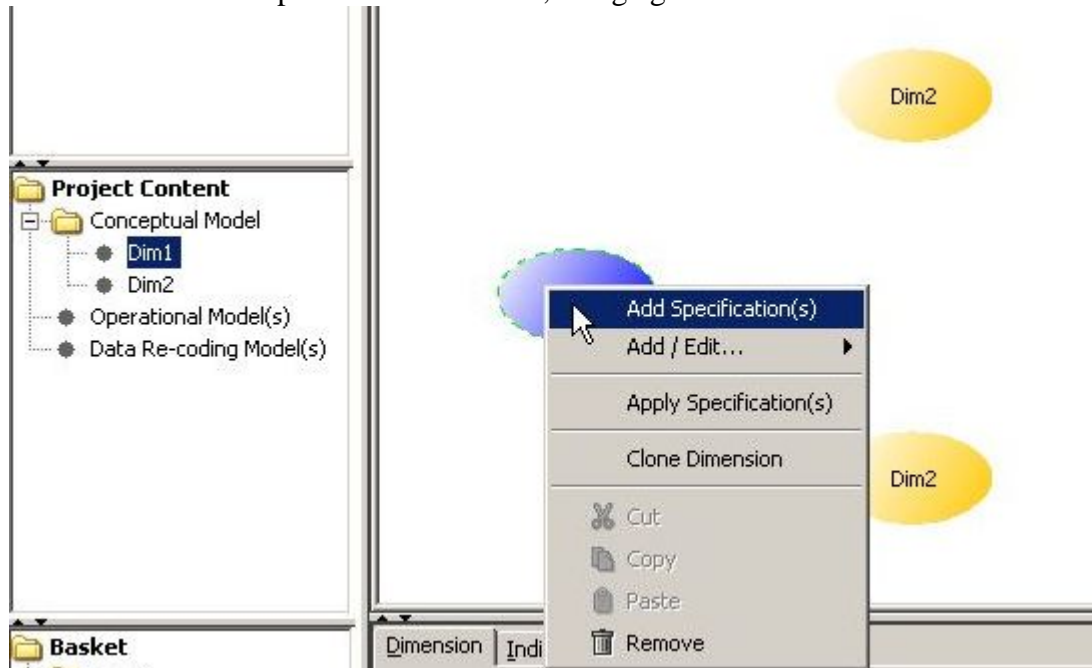 Dim2
Project Content
Conceptual Model
Dim1
Dim2
Operational Model(s)
Data Re-coding Model(s)
Add Specification(s)
Add / Edit...
Apply Specification(s)
Clone Dimension
Dim2
Cut
Copy
Paste
Remove
Basket
Dimension
Indi